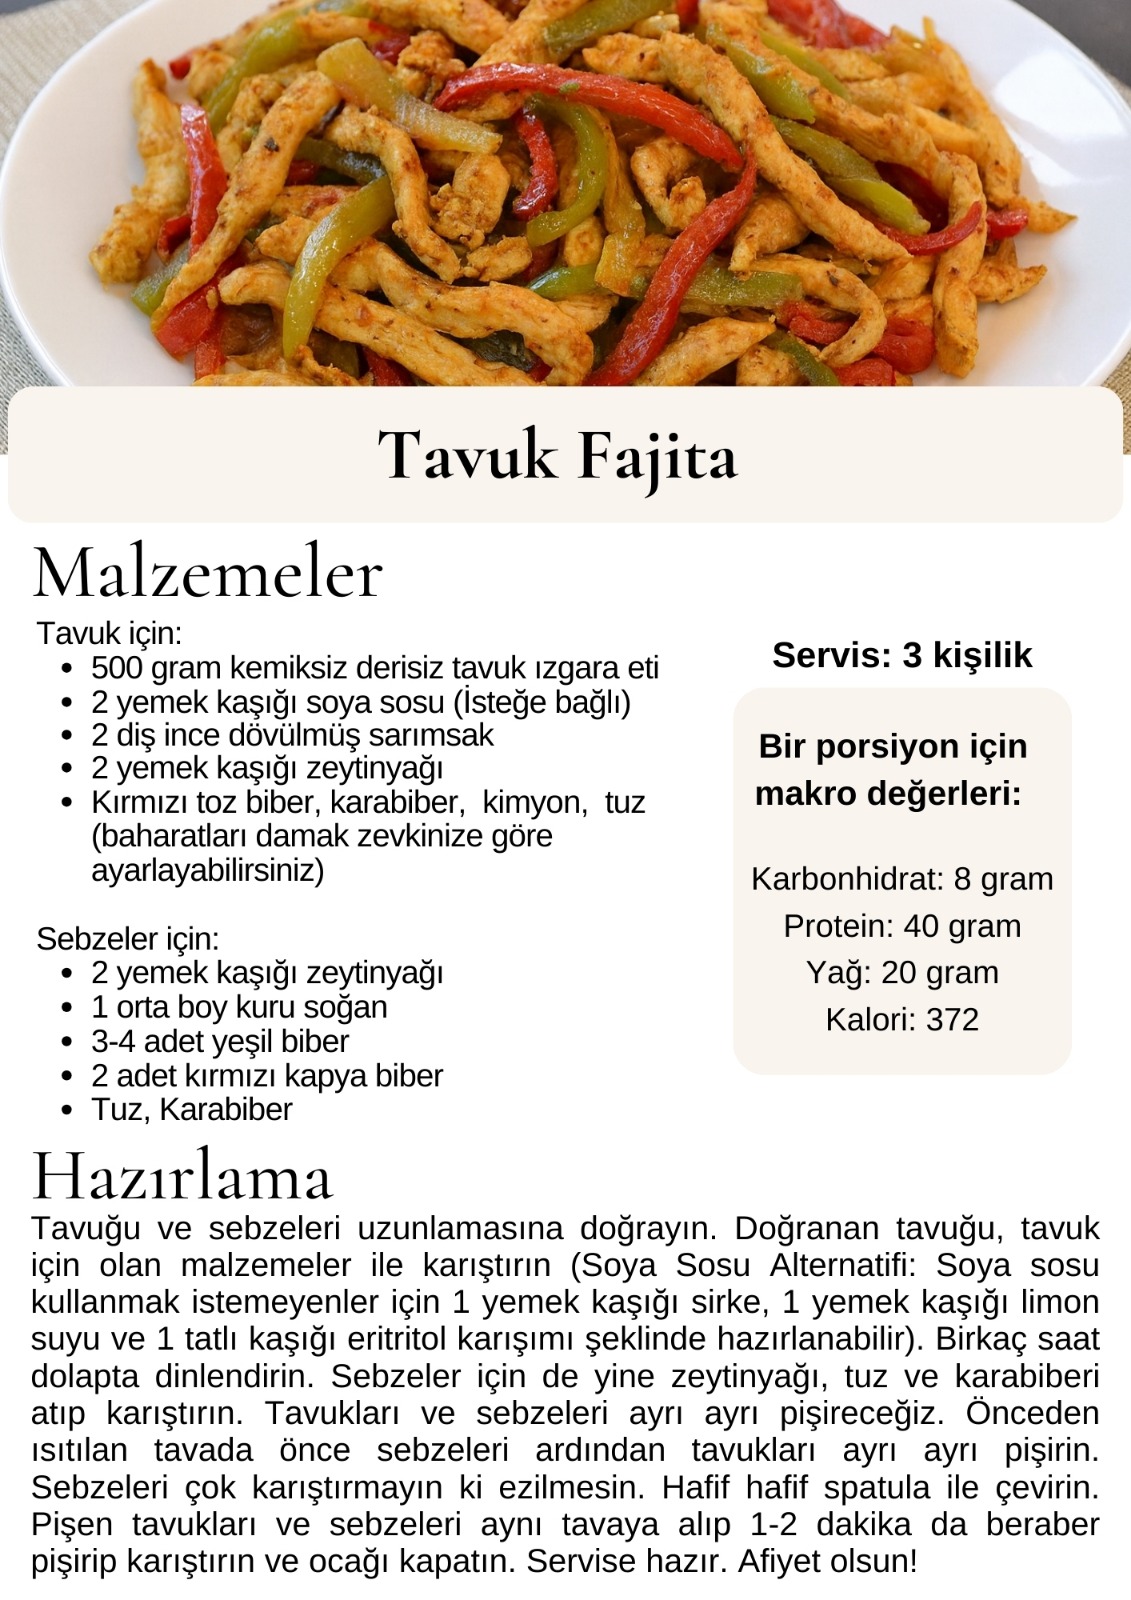 Tavuk Fajita
Malzemeler
Tavuk için:
• 500 gram kemiksiz derisiz tavuk ızgara eti
• 2 yemek kaşığı soya sosu (İsteğe bağlı)
• 2 diş ince dövülmüş sarımsak
• 2 yemek kaşığı zeytinyağı
• Kırmızı toz biber, karabiber, kimyon, tuz
(baharatları damak zevkinize göre
ayarlayabilirsiniz)
Sebzeler için:
• 2 yemek kaşığı zeytinyağı
• 1 orta boy kuru soğan
• 3-4 adet yeşil biber
• 2 adet kırmızı kapya biber
• Tuz, Karabiber
Servis: 3 kişilik
Bir porsiyon için
makro değerleri:
Karbonhidrat: 8 gram
Protein: 40 gram
Yağ: 20 gram
Kalori: 372
Hazırlama
Tavuğu ve sebzeleri uzunlamasına doğrayın. Doğranan tavuğu, tavuk
için olan malzemeler ile karıştırın (Soya Sosu Alternatifi: Soya sosu
kullanmak istemeyenler için 1 yemek kaşığı sirke, 1 yemek kaşığı limon
suyu ve 1 tatlı kaşığı eritritol karışımı şeklinde hazırlanabilir). Birkaç saat
dolapta dinlendirin. Sebzeler için de yine zeytinyağı, tuz ve karabiberi
atıp karıştırın. Tavukları ve sebzeleri ayrı ayrı pişireceğiz. Önceden
ısıtılan tavada önce sebzeleri ardından tavukları ayrı ayrı pişirin.
Sebzeleri çok karıştırmayın ki ezilmesin. Hafif hafif spatula ile çevirin.
Pişen tavukları ve sebzeleri aynı tavaya alıp 1-2 dakika da beraber
pişirip karıştırın ve ocağı kapatın. Servise hazır. Afiyet olsun!